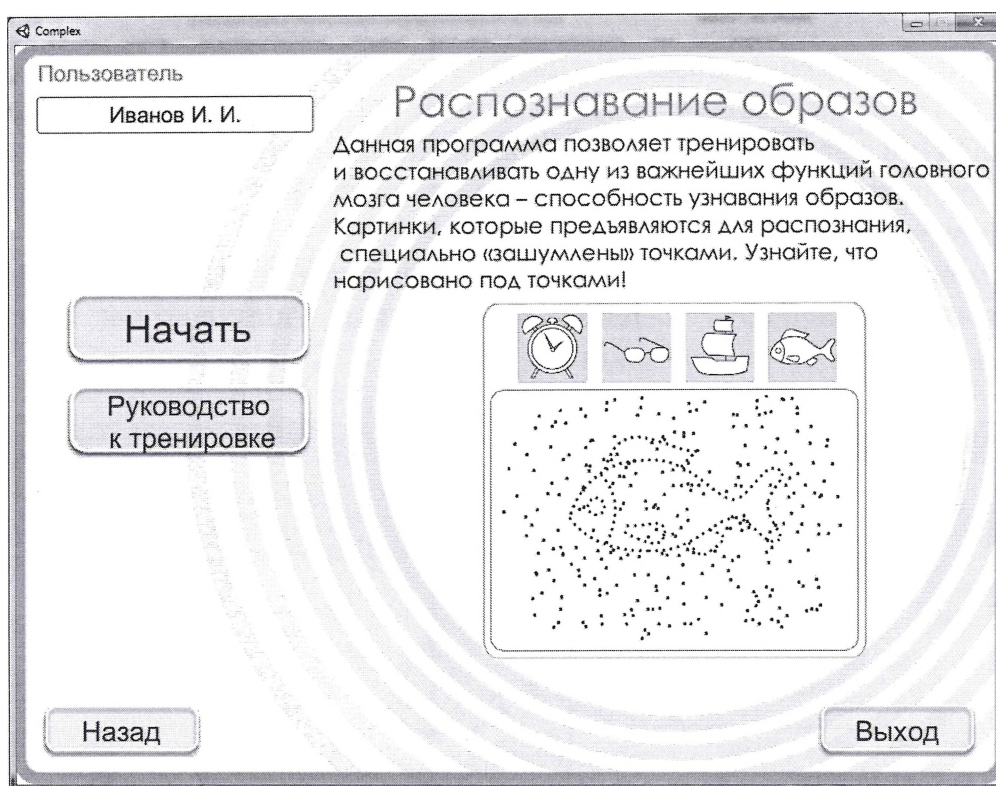 Complex
Пользователь
Иванов И. И.
Распознавание образов
Данная программа позволяет тренировать
и восстанавливать одну из важнейших функций головного
мозга человека – способность узнавания образов.
Картинки, которые предъявляются для распознания,
специально «зашумлены» точками. Узнайте, что
нарисовано под точками!
Начать
Руководство
к тренировке
Назад
Выход